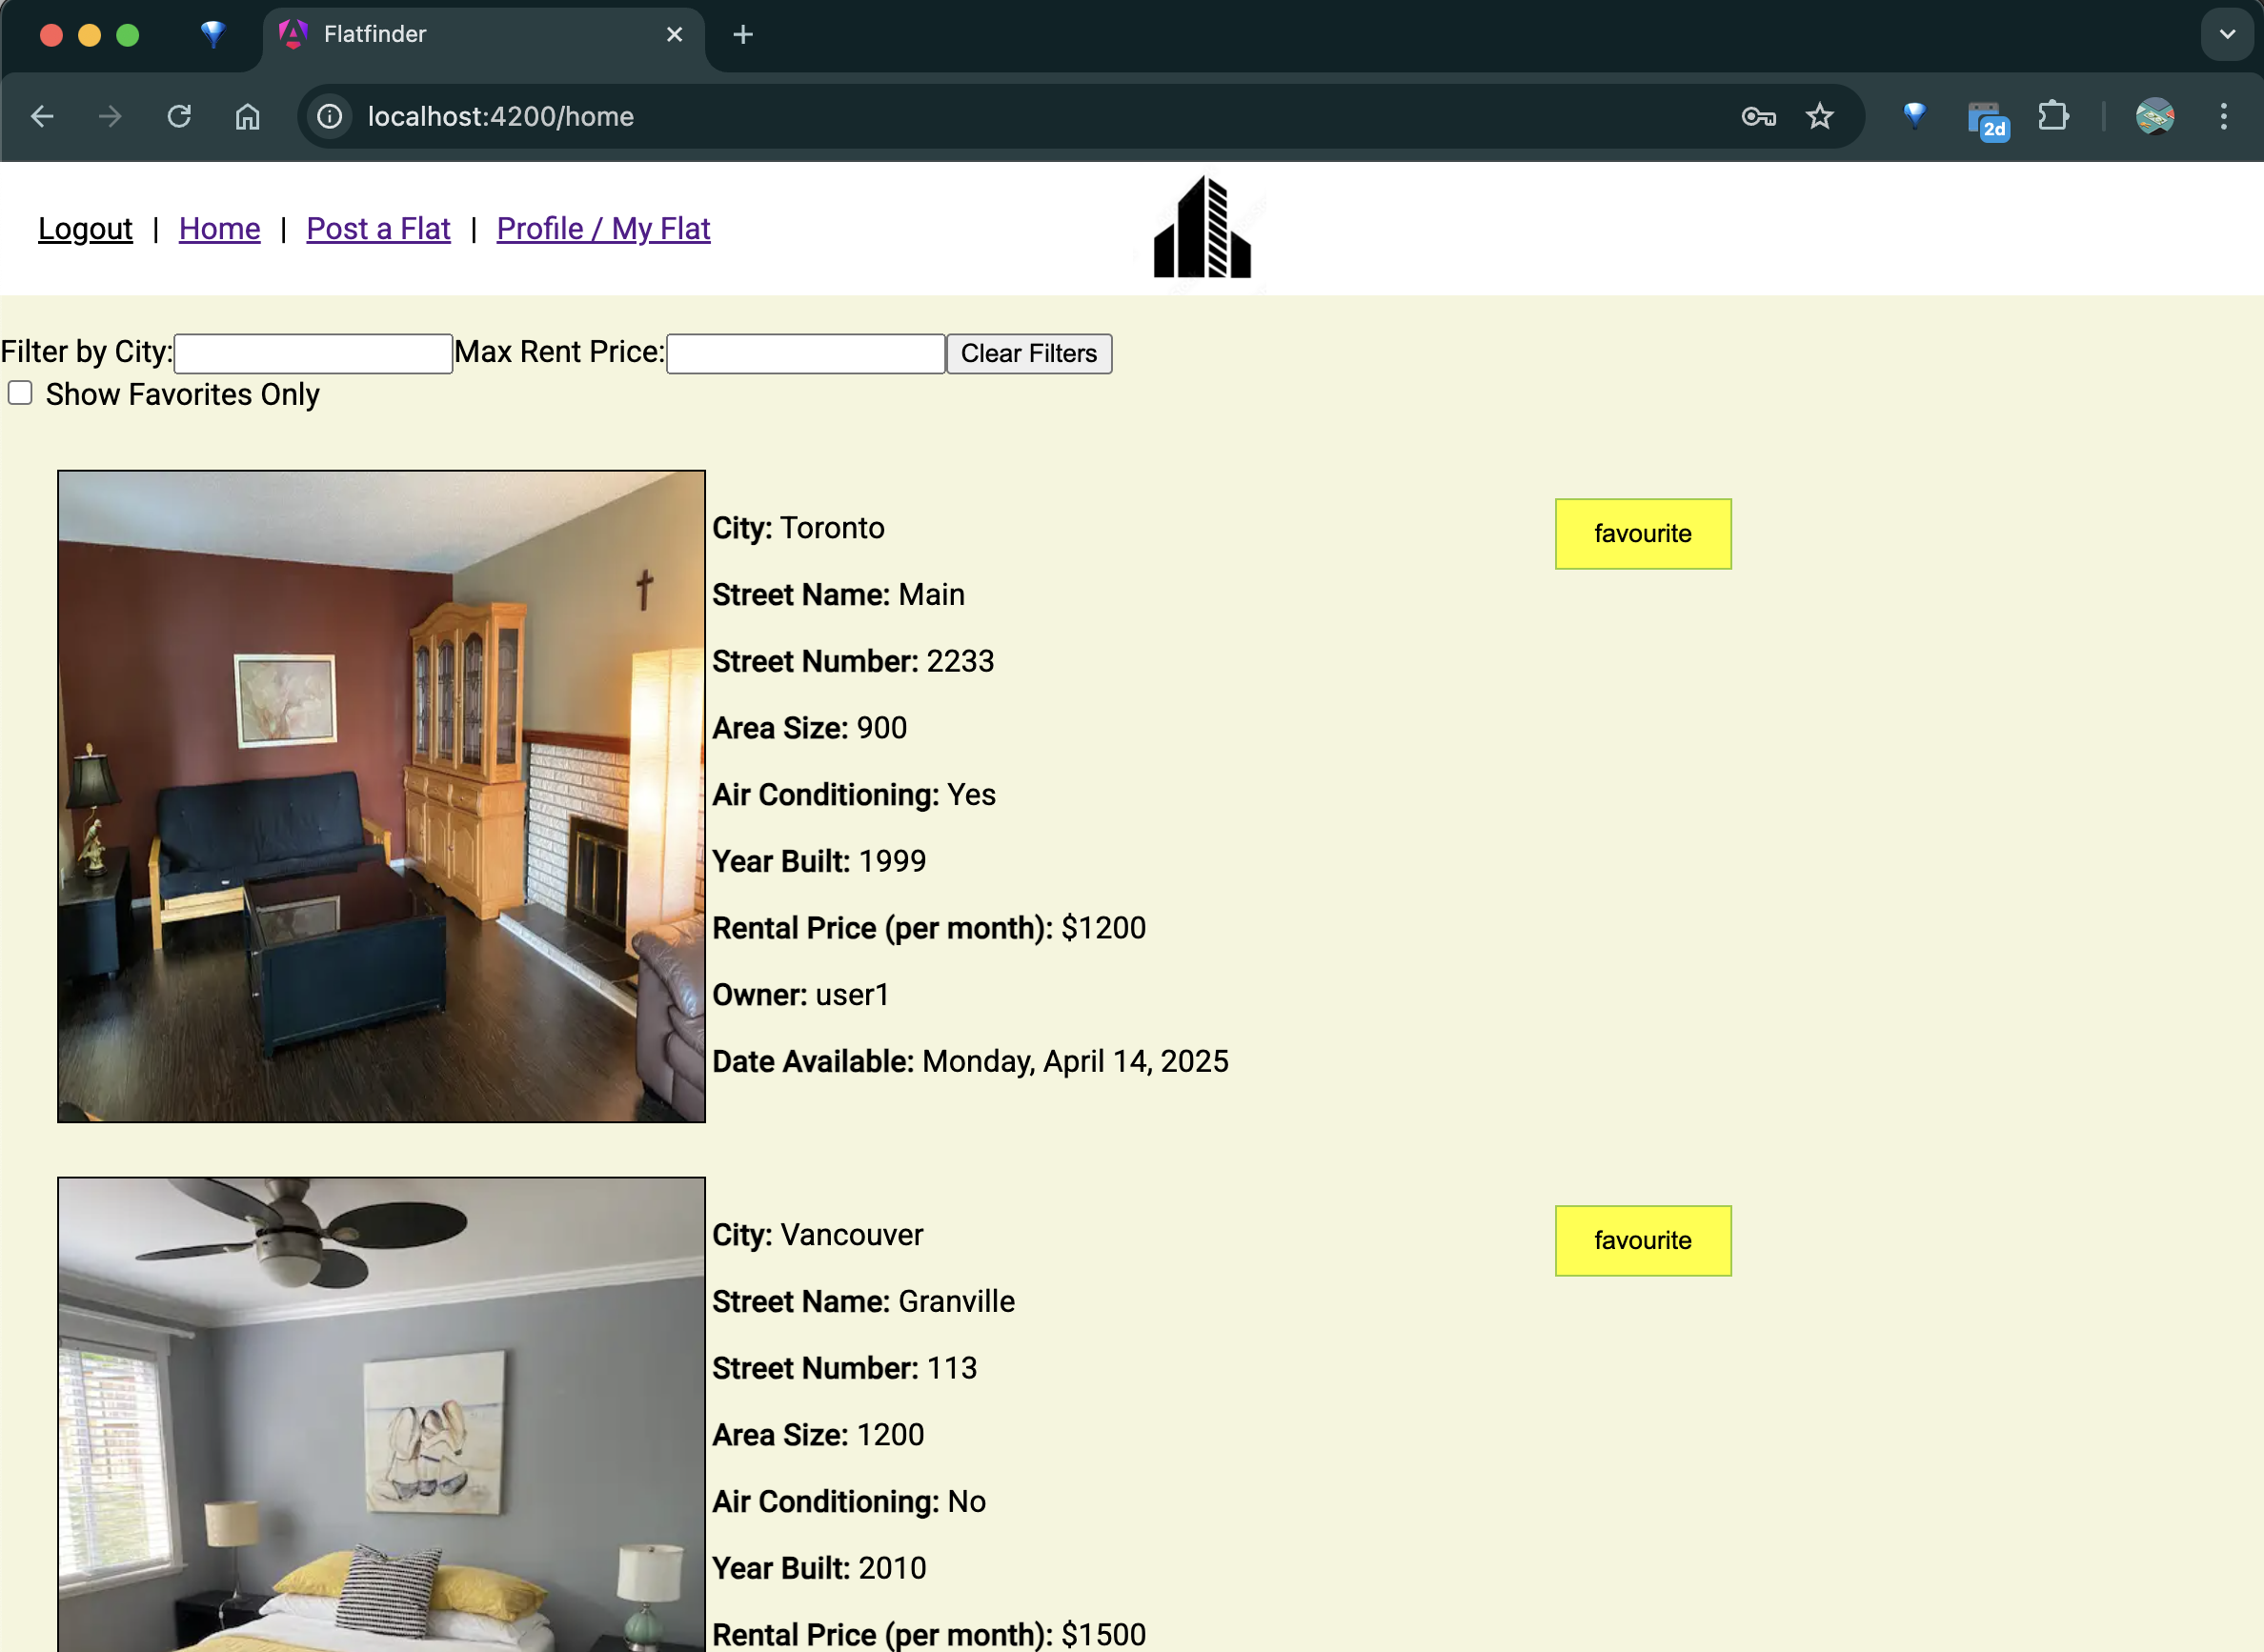 Flatfinder
localhost:4200/home
2d
Logout | Home | Post a Flat | Profile / My Flat
Filter by City: Max Rent Price: Clear Filters
Show Favorites Only
City: Toronto
favourite
Street Name: Main
Street Number: 2233
Area Size: 900
Air Conditioning: Yes
Year Built: 1999
Rental Price (per month): $1200
Owner: user1
Date Available: Monday, April 14, 2025
City: Vancouver
favourite
Street Name: Granville
Street Number: 113
Area Size: 1200
Air Conditioning: No
Year Built: 2010
Rental Price (per month): $1500